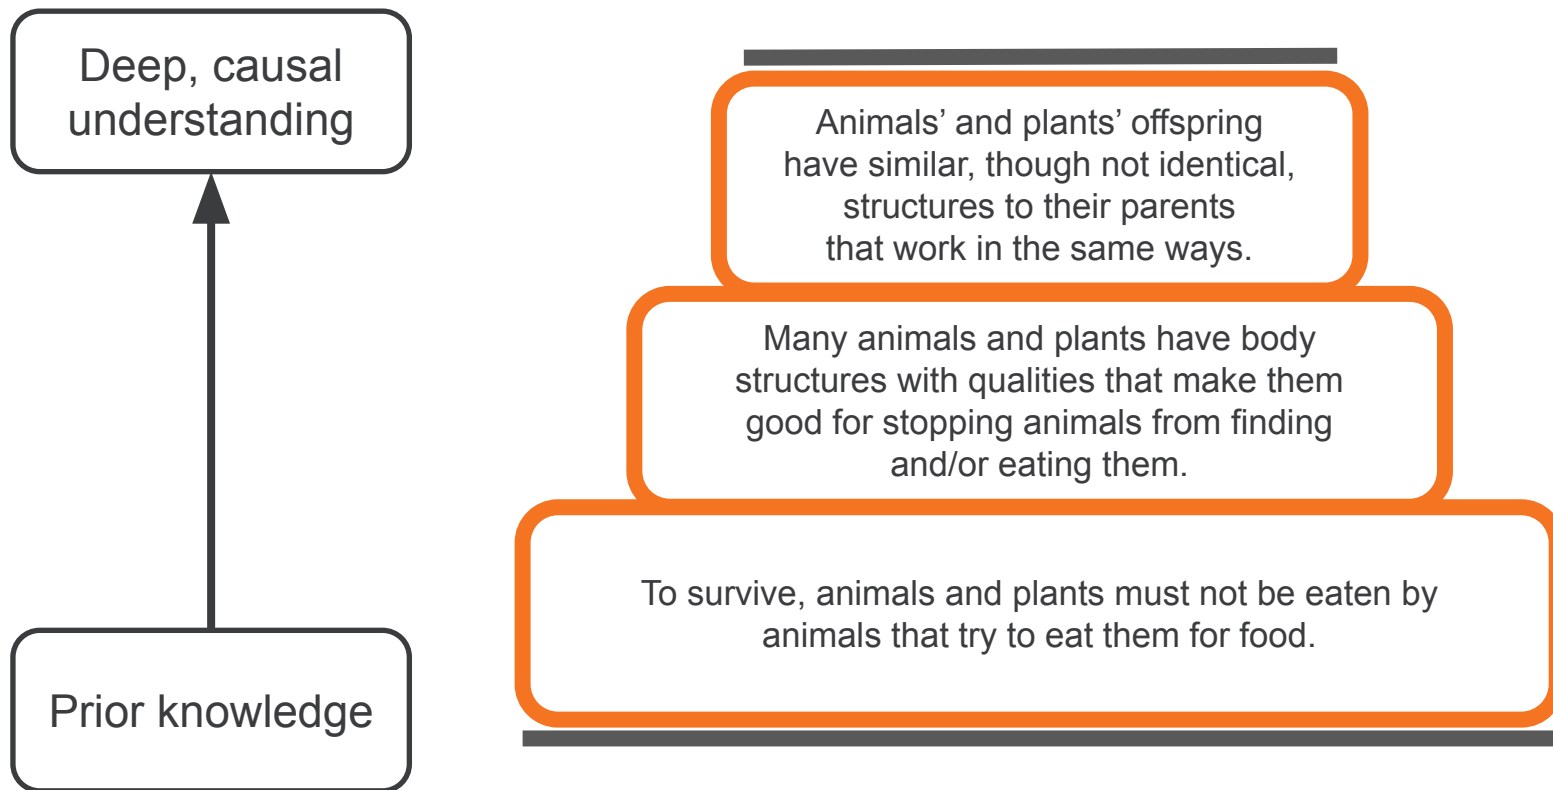 Deep, causal
understanding
Animals’ and plants’ offspring
have similar, though not identical,
structures to their parents
that work in the same ways.
Many animals and plants have body
structures with qualities that make them
good for stopping animals from finding
and/or eating them.
To survive, animals and plants must not be eaten by
animals that try to eat them for food.
Prior knowledge